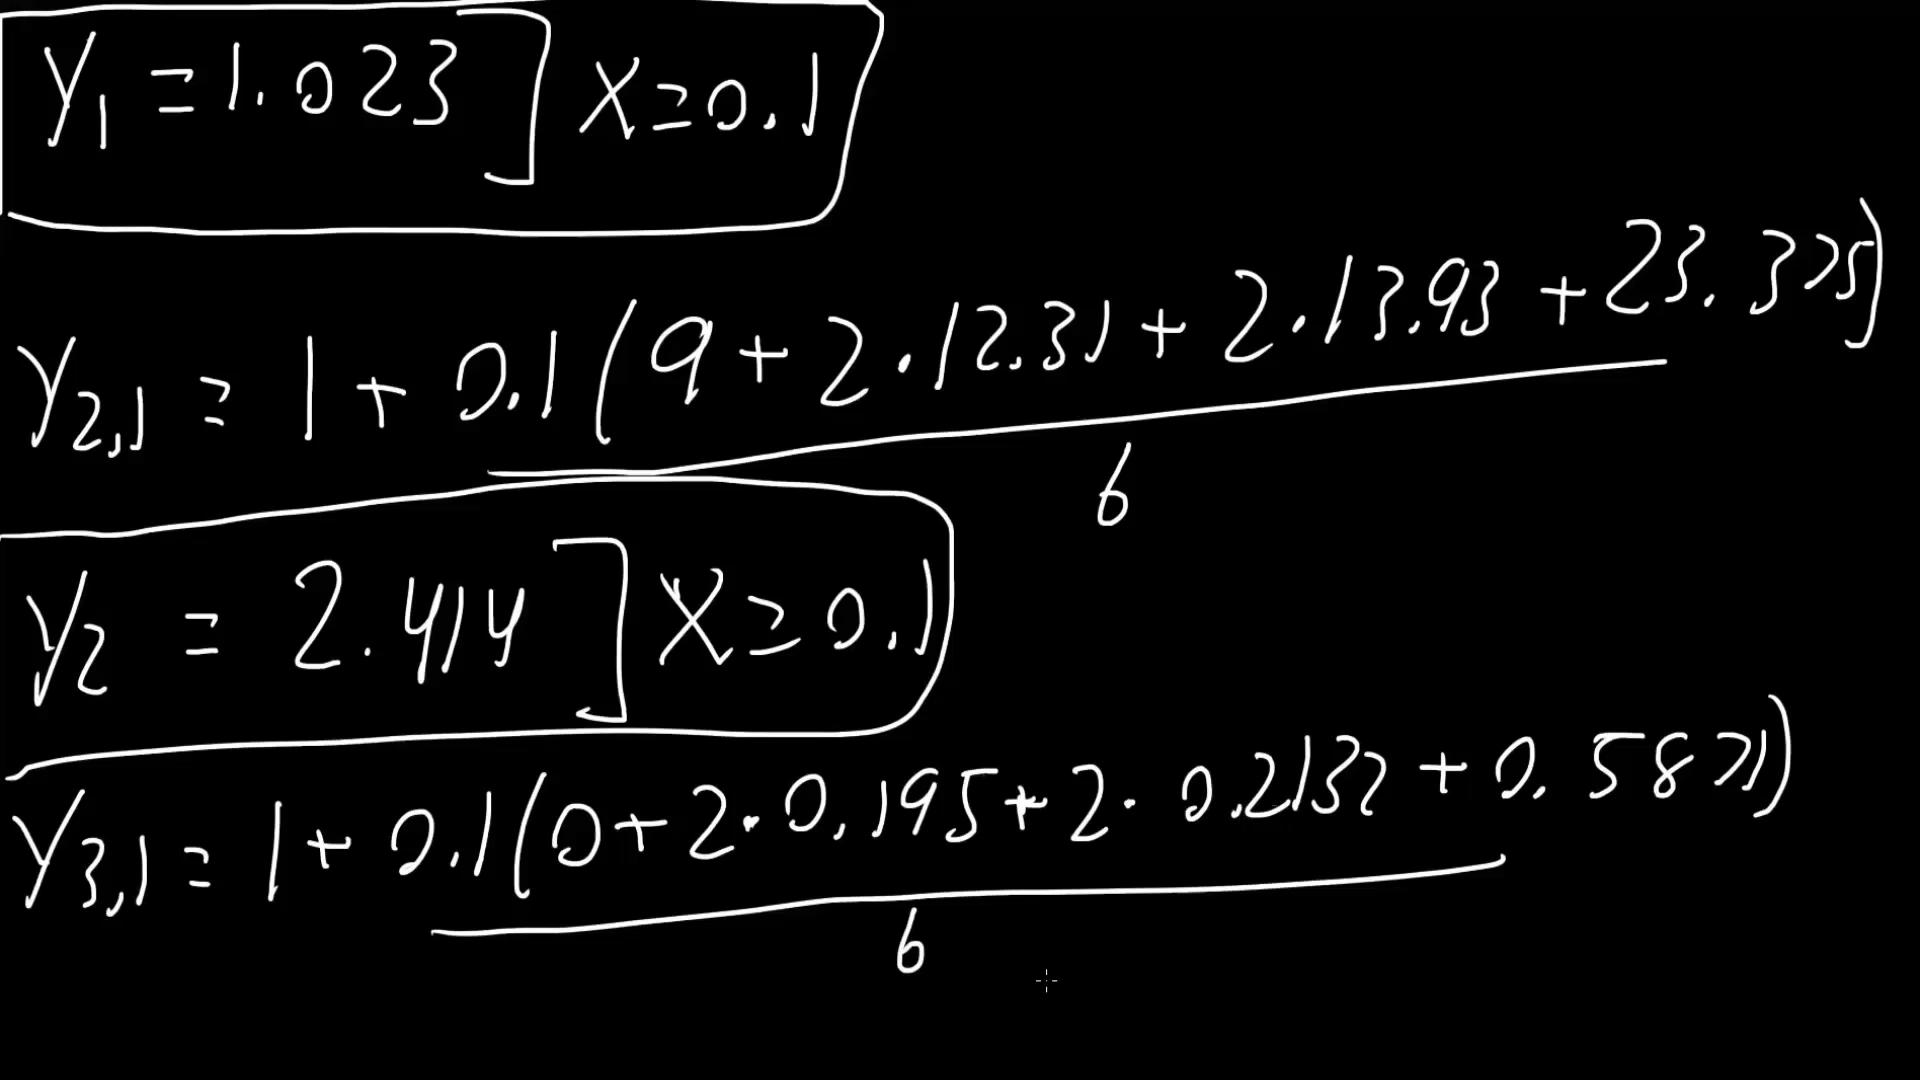 y₁ = 1.023] x=0.1
y₂,₁ = 1 + 0.1(9 + 2·12.31 + 2·13.93 + 23.375)
6
y₂ = 2.414] x=0.1
y₃,₁ = 1 + 0.1(0+2·0.195+2·0.2132+0.5871)
6